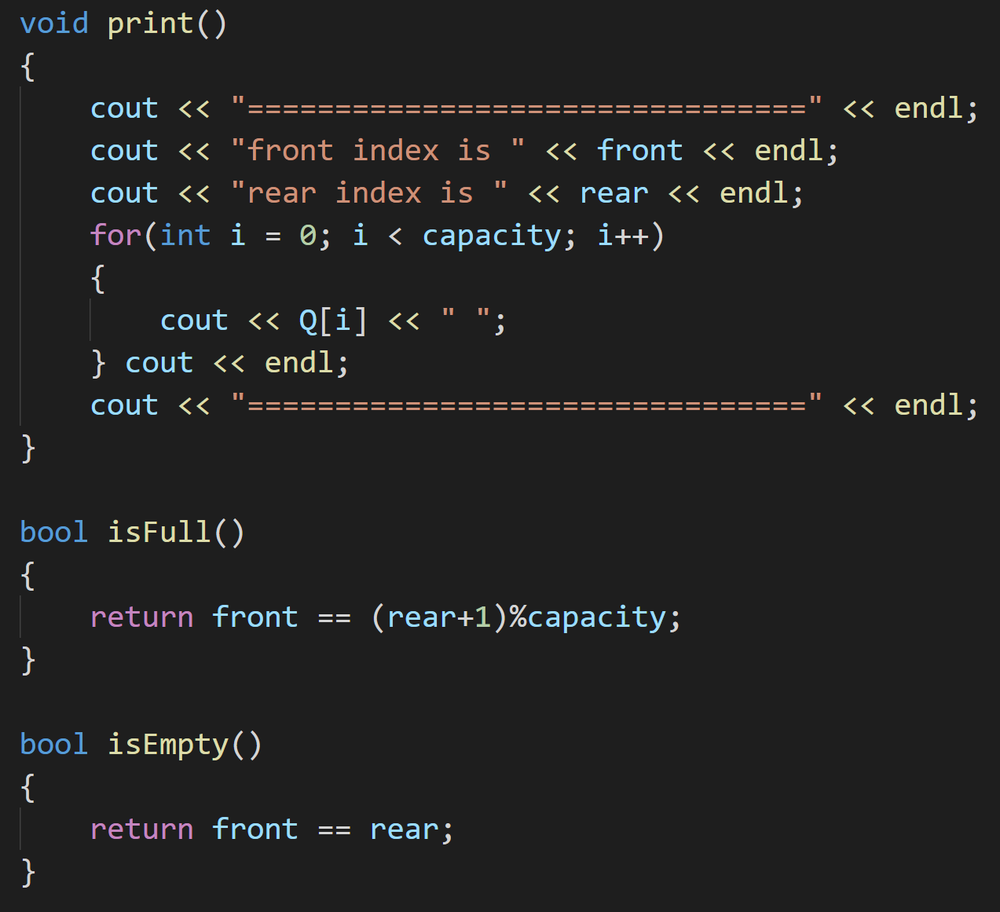 void print()
{
    cout << "================================" << endl;
    cout << "front index is " << front << endl;
    cout << "rear index is " << rear << endl;
    for(int i = 0; i < capacity; i++)
    {
        cout << Q[i] << " ";
    } cout << endl;
    cout << "================================" << endl;
}

bool isFull()
{
    return front == (rear+1)%capacity;
}

bool isEmpty()
{
    return front == rear;
}